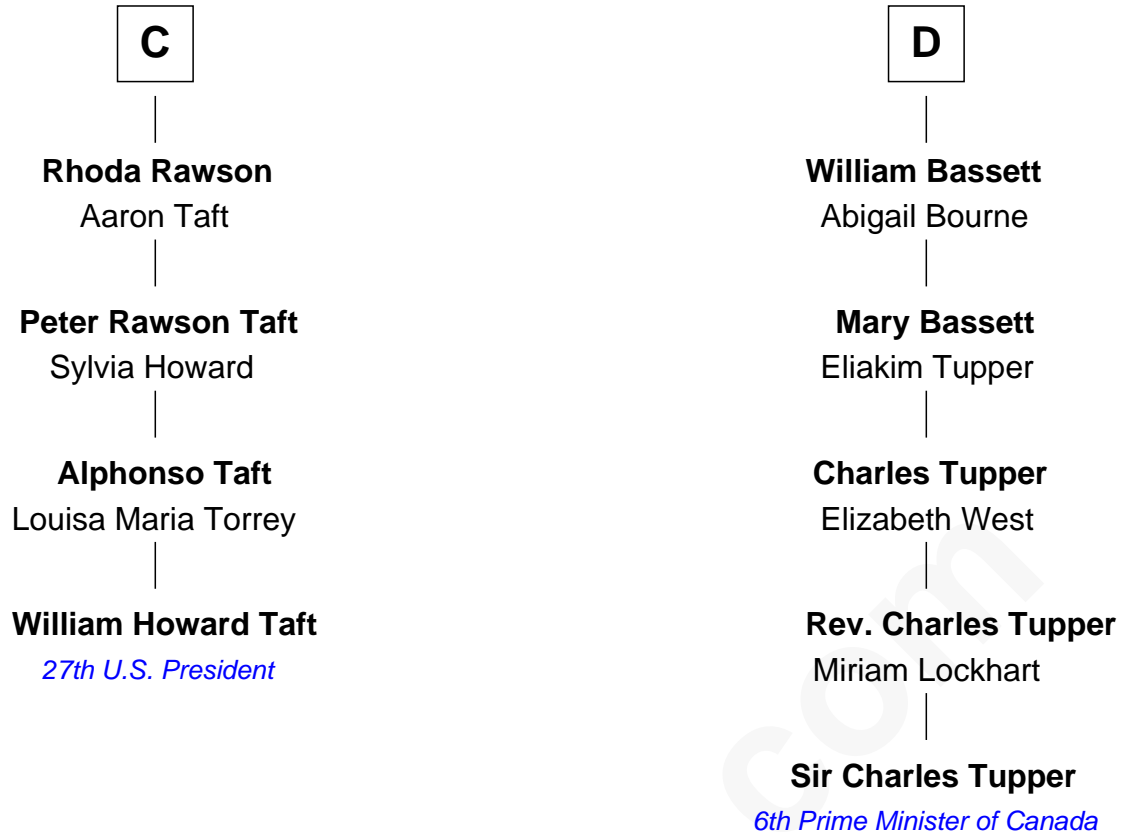 C
Rhoda Rawson
Aaron Taft
Peter Rawson Taft
Sylvia Howard
Alphonso Taft
Louisa Maria Torrey
William Howard Taft
27th U.S. President
D
William Bassett
Abigail Bourne
Mary Bassett
Eliakim Tupper
Charles Tupper
Elizabeth West
Rev. Charles Tupper
Miriam Lockhart
Sir Charles Tupper
6th Prime Minister of Canada
com